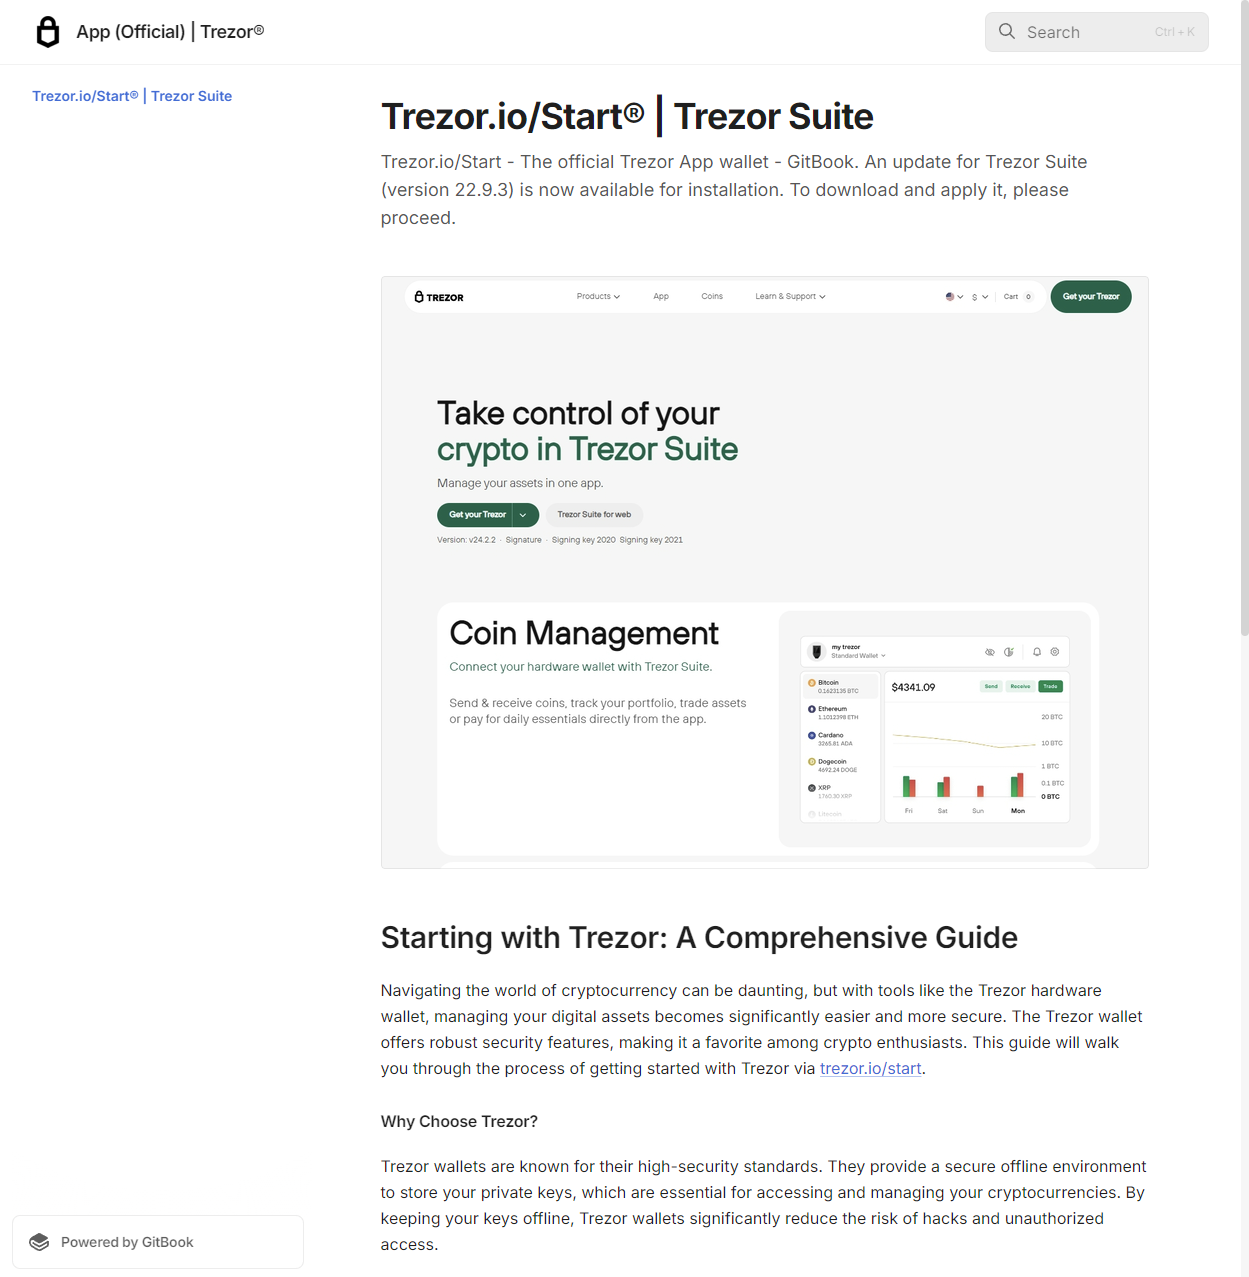 App (Official) | Trezor®
Search
Ctrl + K
Trezor.io/Start® | Trezor Suite
Trezor.io/Start® | Trezor Suite
Trezor.io/Start - The official Trezor App wallet - GitBook. An update for Trezor Suite
(version 22.9.3) is now available for installation. To download and apply it, please
proceed.
TREZOR
Products
App
Coins
Learn & Support
$
Cart 0
Get your Trezor
Take control of your
crypto in Trezor Suite
Manage your assets in one app.
Get your Trezor
Trezor Suite for web
Version: v24.2.2 · Signature · Signing key 2020 Signing key 2021
Coin Management
Connect your hardware wallet with Trezor Suite.
Send & receive coins, track your portfolio, trade assets
or pay for daily essentials directly from the app.
my trezor
Standard Wallet
Bitcoin
0.1623135 BTC
Ethereum
1.1012398 ETH
Cardano
3265.81 ADA
Dogecoin
4692.24 DOGE
XRP
1760.30 XRP
Litecoin
$4341.09
Send
Receive
Trade
20 BTC
10 BTC
1 BTC
0.1 BTC
0 BTC
Fri
Sat
Sun
Mon
Starting with Trezor: A Comprehensive Guide
Navigating the world of cryptocurrency can be daunting, but with tools like the Trezor hardware
wallet, managing your digital assets becomes significantly easier and more secure. The Trezor wallet
offers robust security features, making it a favorite among crypto enthusiasts. This guide will walk
you through the process of getting started with Trezor via trezor.io/start.
Why Choose Trezor?
Trezor wallets are known for their high-security standards. They provide a secure offline environment
to store your private keys, which are essential for accessing and managing your cryptocurrencies. By
keeping your keys offline, Trezor wallets significantly reduce the risk of hacks and unauthorized
access.
Powered by GitBook